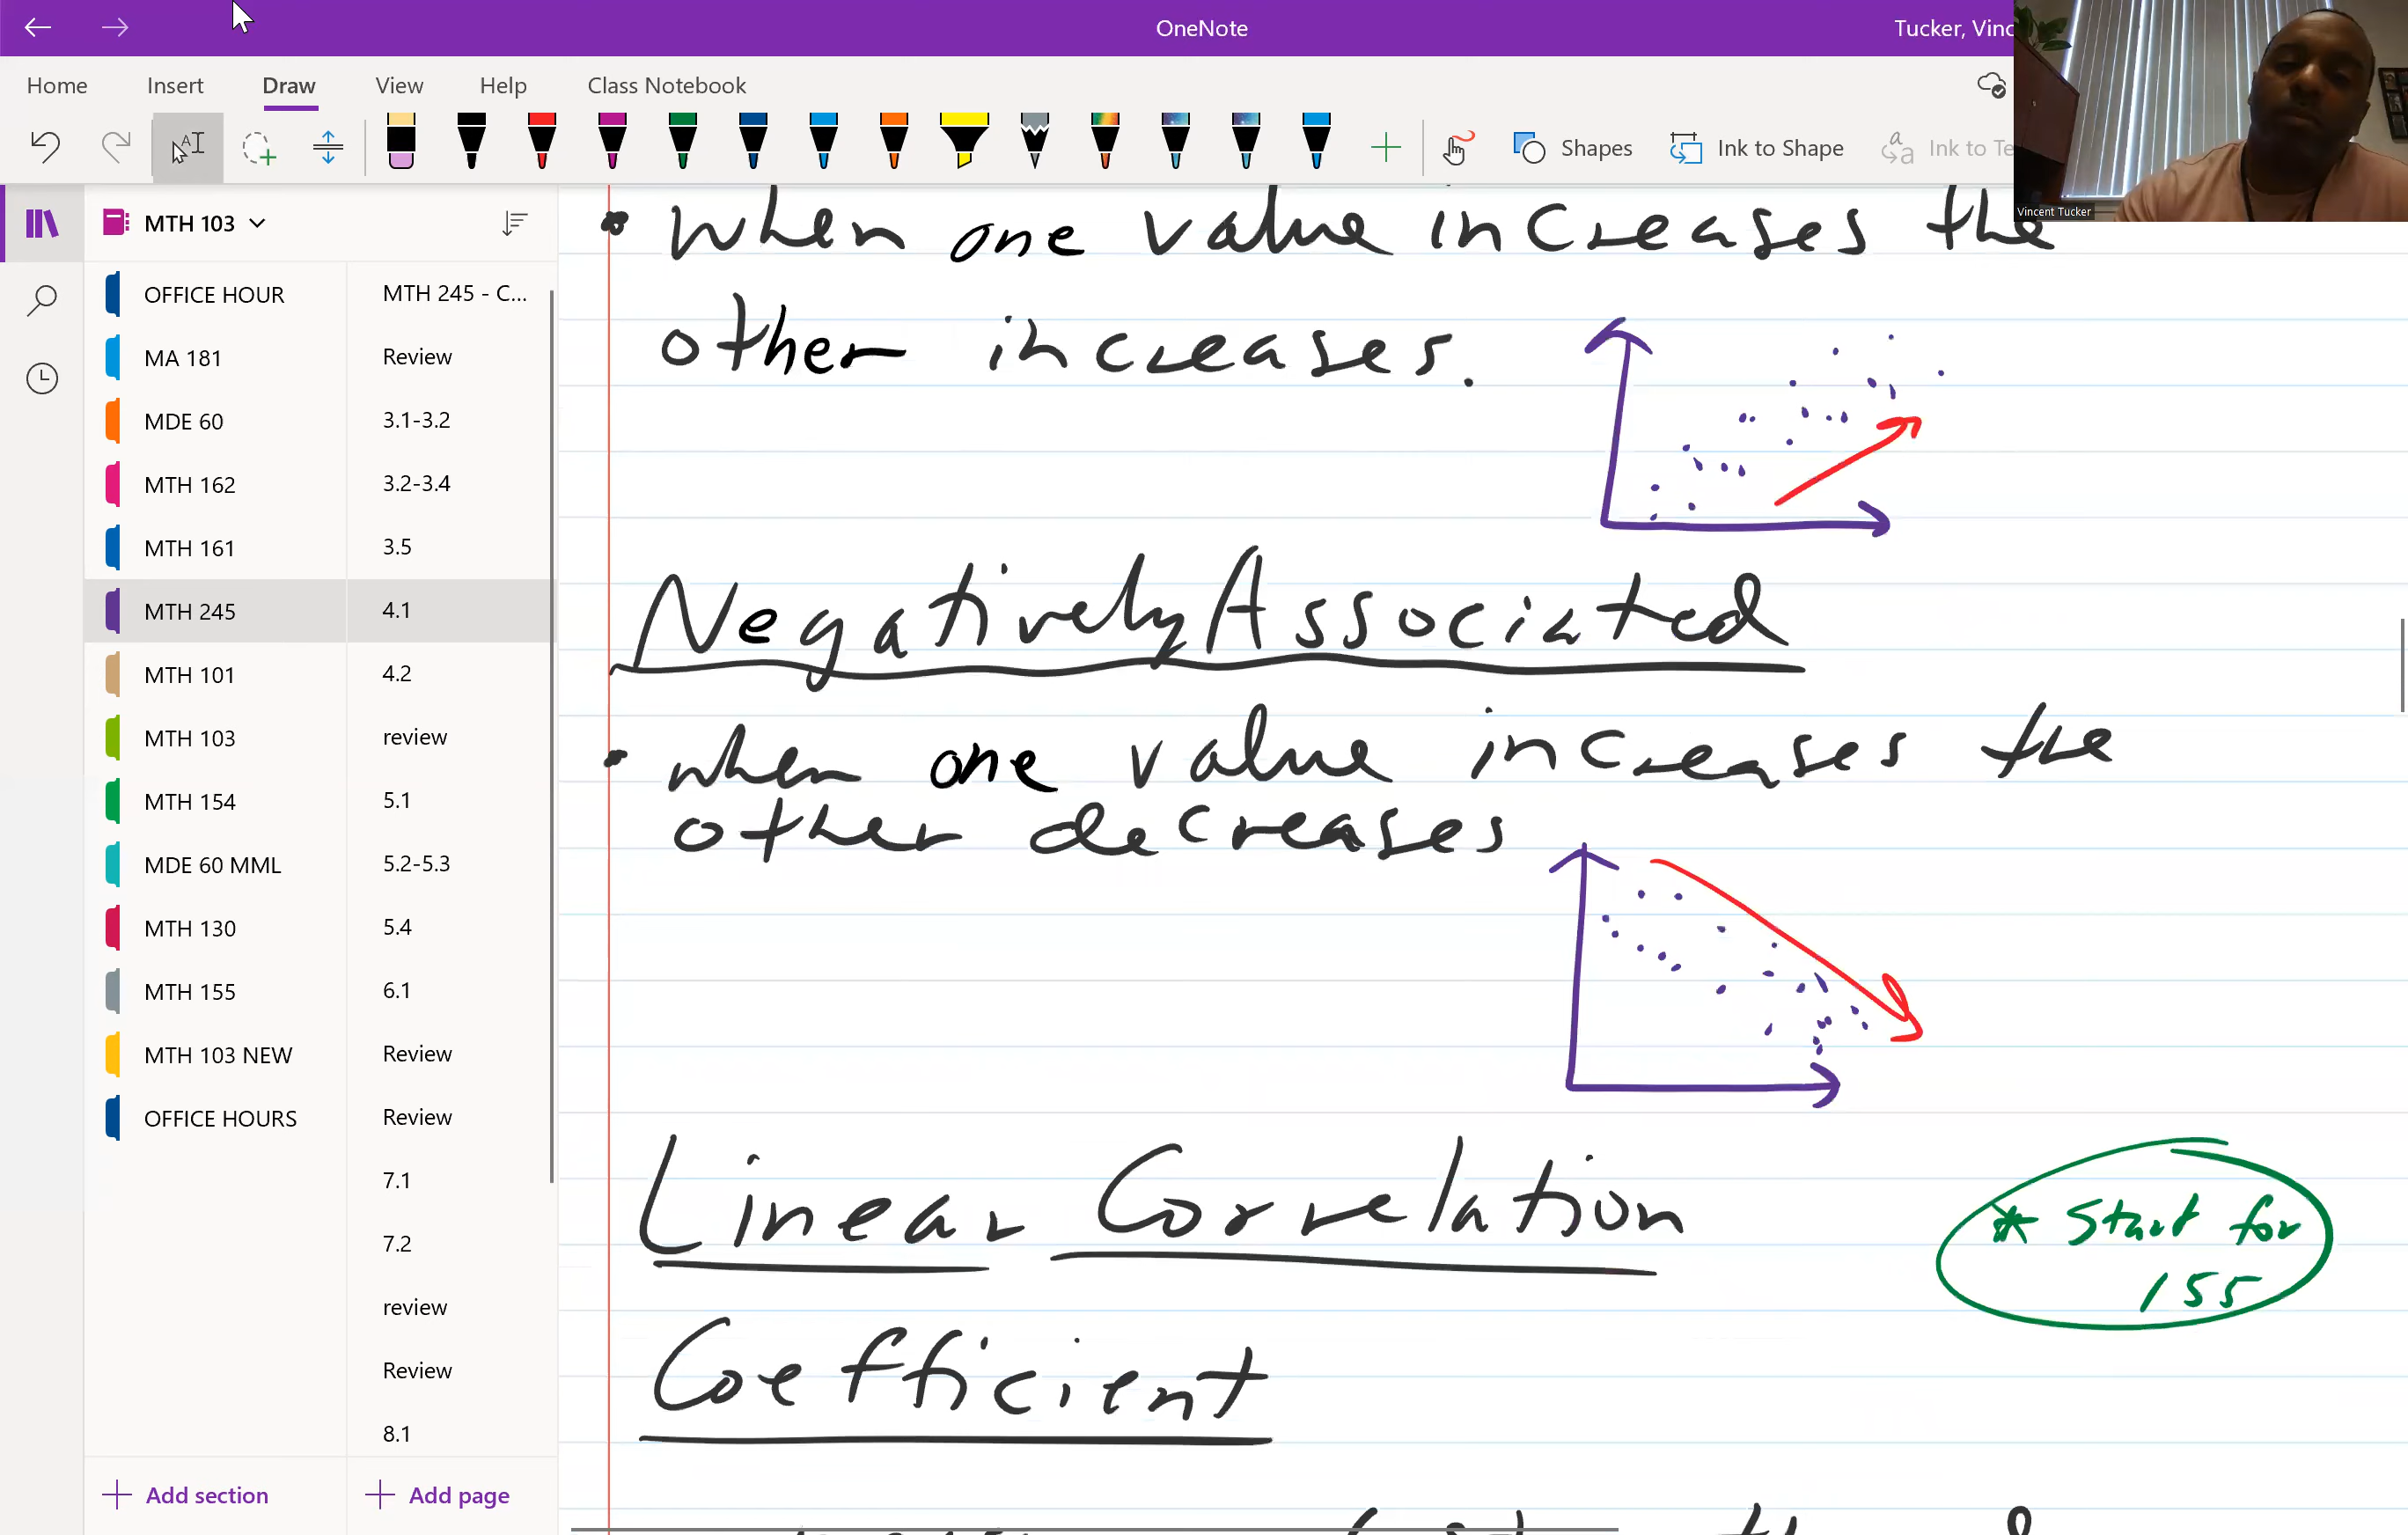 OneNote
Tucker, Vinc
Home Insert Draw View Help Class Notebook
Shapes Ink to Shape Ink to Te
Vincent Tucker
MTH 103
OFFICE HOUR
MA 181
MDE 60
MTH 162
MTH 161
MTH 245
MTH 101
MTH 103
MTH 154
MDE 60 MML
MTH 130
MTH 155
MTH 103 NEW
OFFICE HOURS
Add section
MTH 245 - C...
Review
3.1-3.2
3.2-3.4
3.5
4.1
4.2
review
5.1
5.2-5.3
5.4
6.1
Review
Review
7.1
7.2
review
Review
8.1
Add page
• when one value increases the
other increases.
Negatively Associated
• when one value increases the
other decreases
Linear Correlation
Coefficient
* Start for
155